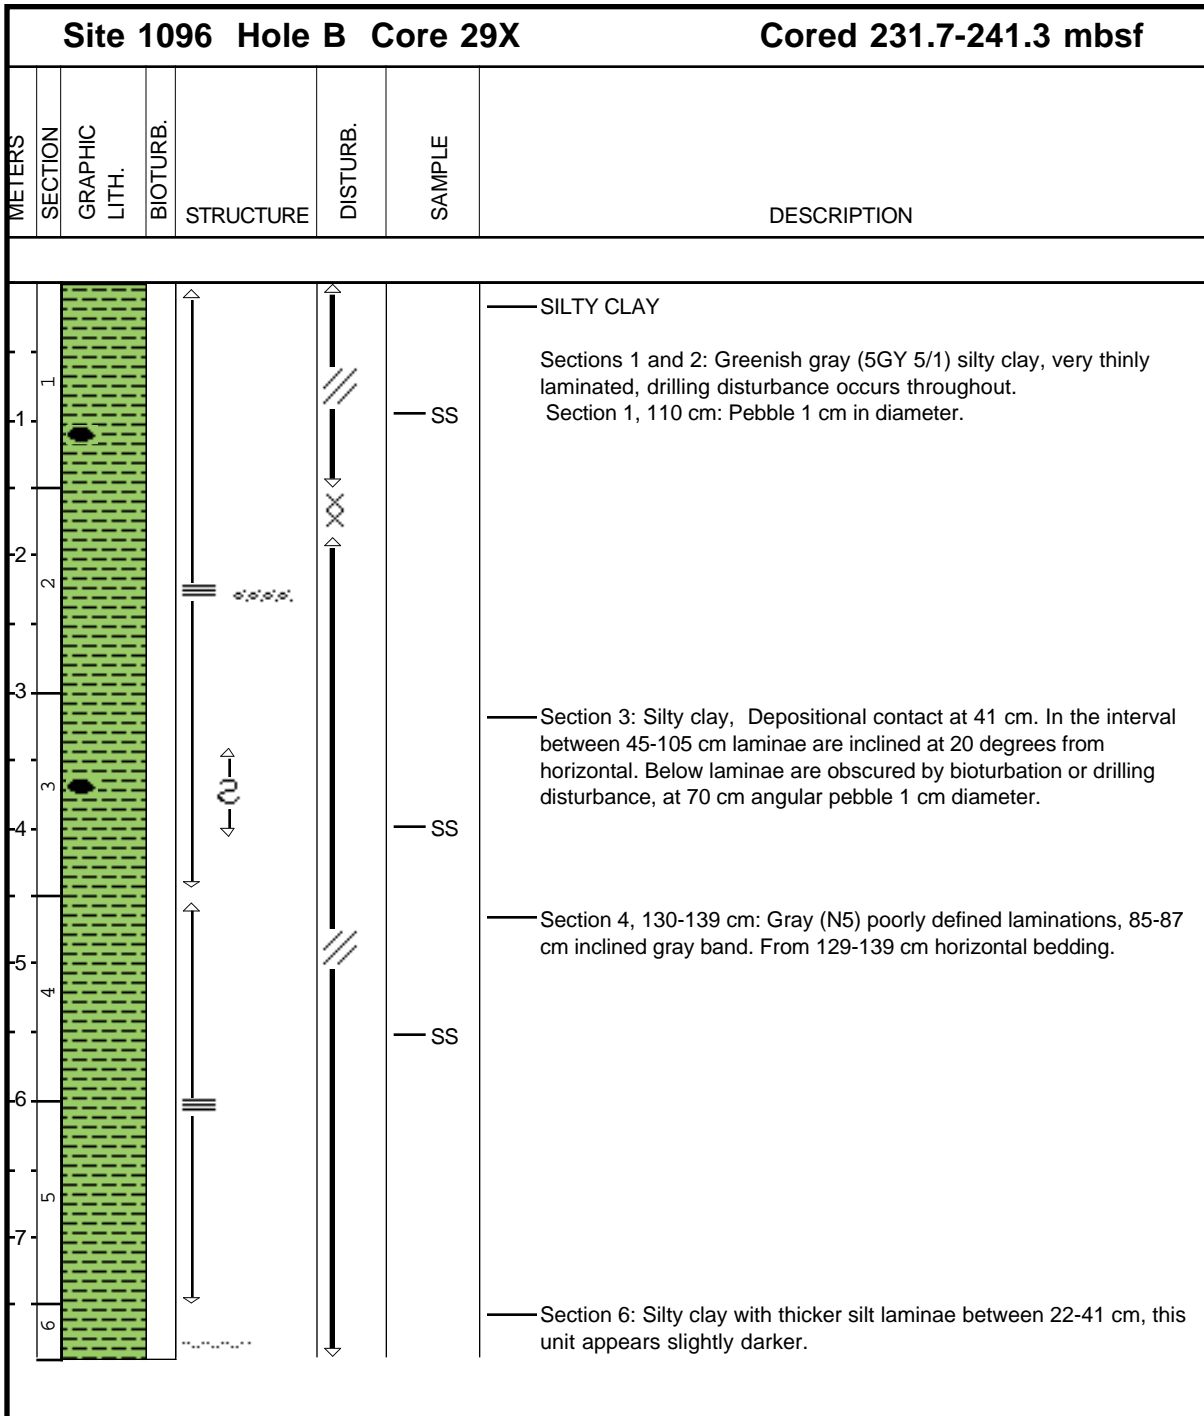 Site 1096 Hole B Core 29X Cored 231.7-241.3 mbsf
METERS
SECTION
GRAPHIC
LITH.
BIOTURB.
STRUCTURE
DISTURB.
SAMPLE
DESCRIPTION
SILTY CLAY
Sections 1 and 2: Greenish gray (5GY 5/1) silty clay, very thinly
laminated, drilling disturbance occurs throughout.
Section 1, 110 cm: Pebble 1 cm in diameter.
1
1
SS
2
2
3
Section 3: Silty clay, Depositional contact at 41 cm. In the interval
between 45-105 cm laminae are inclined at 20 degrees from
horizontal. Below laminae are obscured by bioturbation or drilling
disturbance, at 70 cm angular pebble 1 cm diameter.
3
4
SS
Section 4, 130-139 cm: Gray (N5) poorly defined laminations, 85-87
cm inclined gray band. From 129-139 cm horizontal bedding.
5
4
SS
6
5
7
Section 6: Silty clay with thicker silt laminae between 22-41 cm, this
unit appears slightly darker.
6